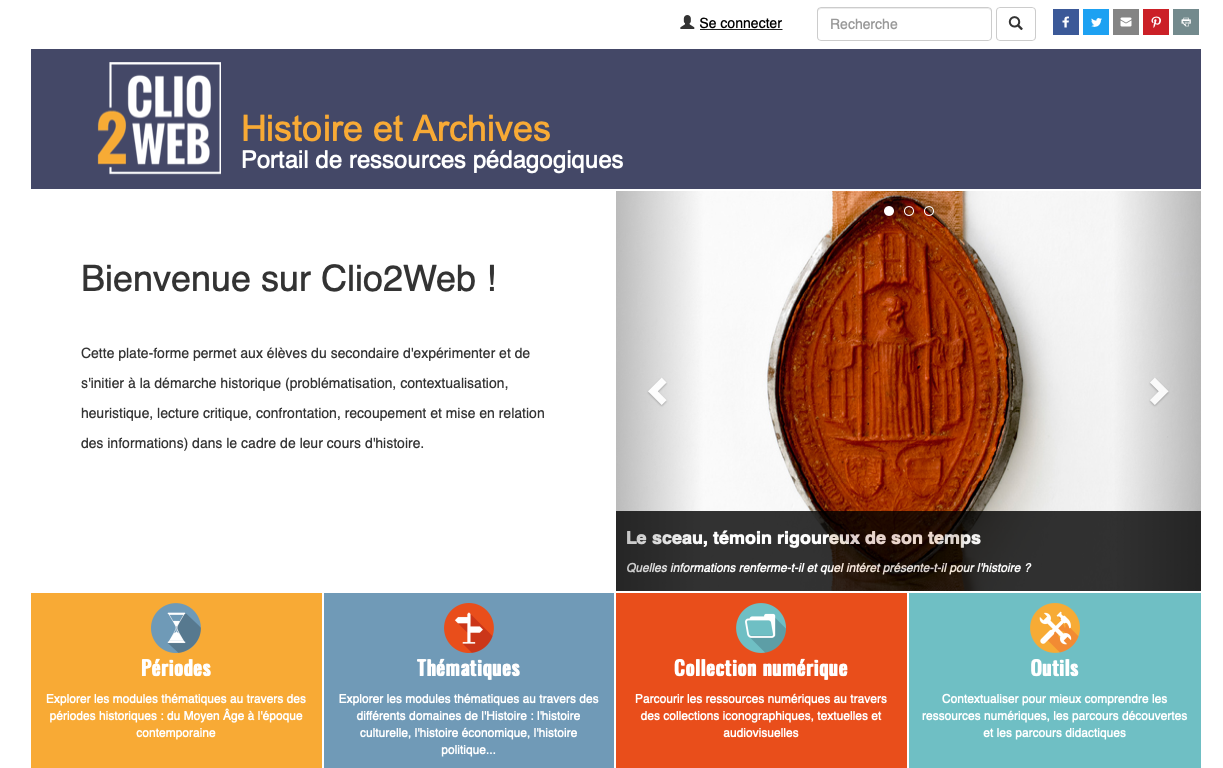 Se connecter
Recherche
CLIO
2 WEB
Histoire et Archives
Portail de ressources pédagogiques
Bienvenue sur Clio2Web !
Cette plate-forme permet aux élèves du secondaire d'expérimenter et de
s'initier à la démarche historique (problématisation, contextualisation,
heuristique, lecture critique, confrontation, recoupement et mise en relation
des informations) dans le cadre de leur cours d'histoire.
Le sceau, témoin rigoureux de son temps
Quelles informations renferme-t-il et quel intéret présente-t-il pour l'histoire ?
Périodes
Explorer les modules thématiques au travers des
périodes historiques : du Moyen Âge à l'époque
contemporaine
Thématiques
Explorer les modules thématiques au travers des
différents domaines de l'Histoire : l'histoire
culturelle, l'histoire économique, l'histoire
politique...
Collection numérique
Parcourir les ressources numériques au travers
des collections iconographiques, textuelles et
audiovisuelles
Outils
Contextualiser pour mieux comprendre les
ressources numériques, les parcours découvertes
et les parcours didactiques